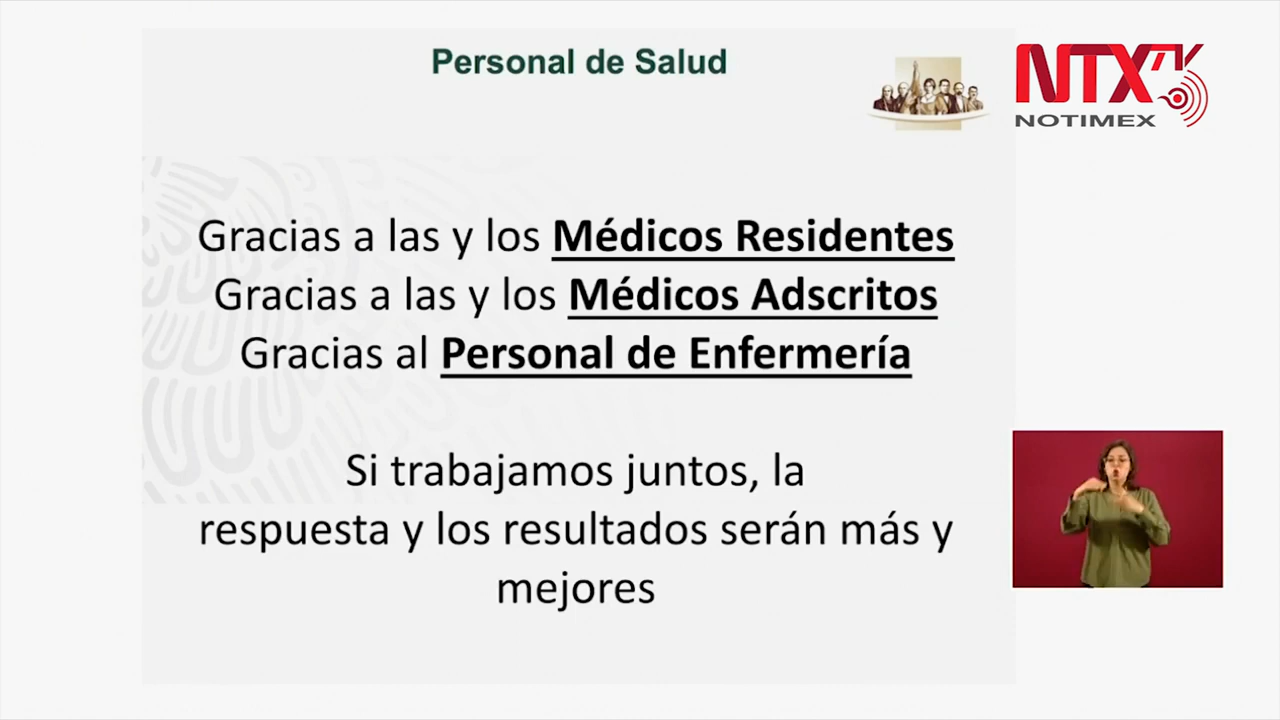 Personal de Salud
NTX TV
NOTIMEX
Gracias a las y los Médicos Residentes
Gracias a las y los Médicos Adscritos
Gracias al Personal de Enfermería
Si trabajamos juntos, la
respuesta y los resultados serán más y
mejores